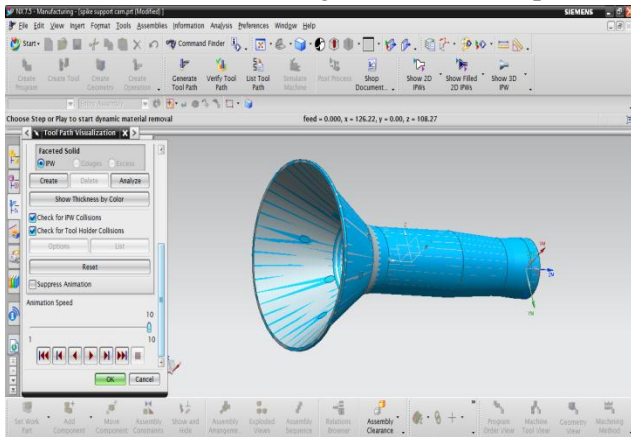 NX 7.5 - Manufacturing - [spike support cam.prt (Modified) ]
SIEMENS
File Edit View Insert Format Tools Assemblies Information Analysis Preferences Window Help
Start
Command Finder
Create Program
Create Tool
Create Geometry
Create Operation
Generate Tool Path
Verify Tool Path
List Tool Path
Simulate Machine
Post Process
Shop Document...
Show 2D IPWs
Show Filled 2D IPWs
Show 3D IPW
Entire Assembly
Choose Step or Play to start dynamic material removal
feed = 0.000, x = 126.22, y = 0.00, z = 108.27
Tool Path Visualization
Faceted Solid
IPW
Gouges
Excess
Create
Delete
Analyze
Show Thickness by Color
Check for IPW Collisions
Check for Tool Holder Collisions
Options
List
Reset
Suppress Animation
Animation Speed
10
1
10
OK
Cancel
Set Work Part
Add Component
Move Component
Assembly Constraints
Show and Hide
Assembly Arrangeme...
Exploded Views
Assembly Sequence
Relations Browser
Assembly Clearance
Program Order View
Machine Tool View
Geometry View
Machining Method